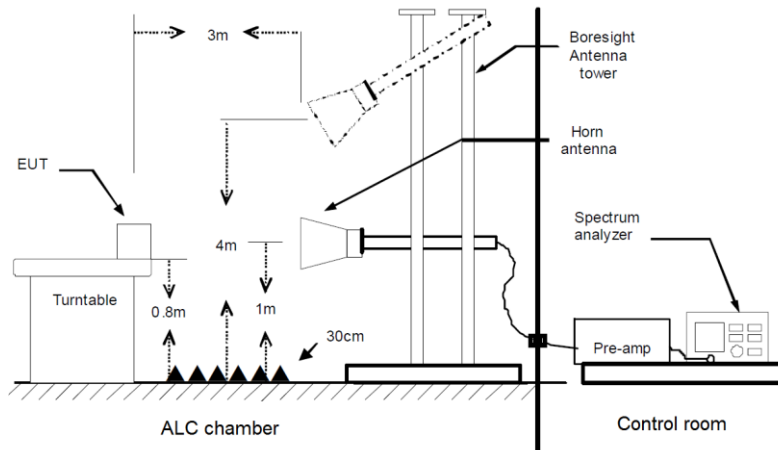 3m
Boresight
Antenna
tower
EUT
Horn
antenna
Spectrum
analyzer
4m
Turntable
0.8m
1m
30cm
Pre-amp
ALC chamber
Control room